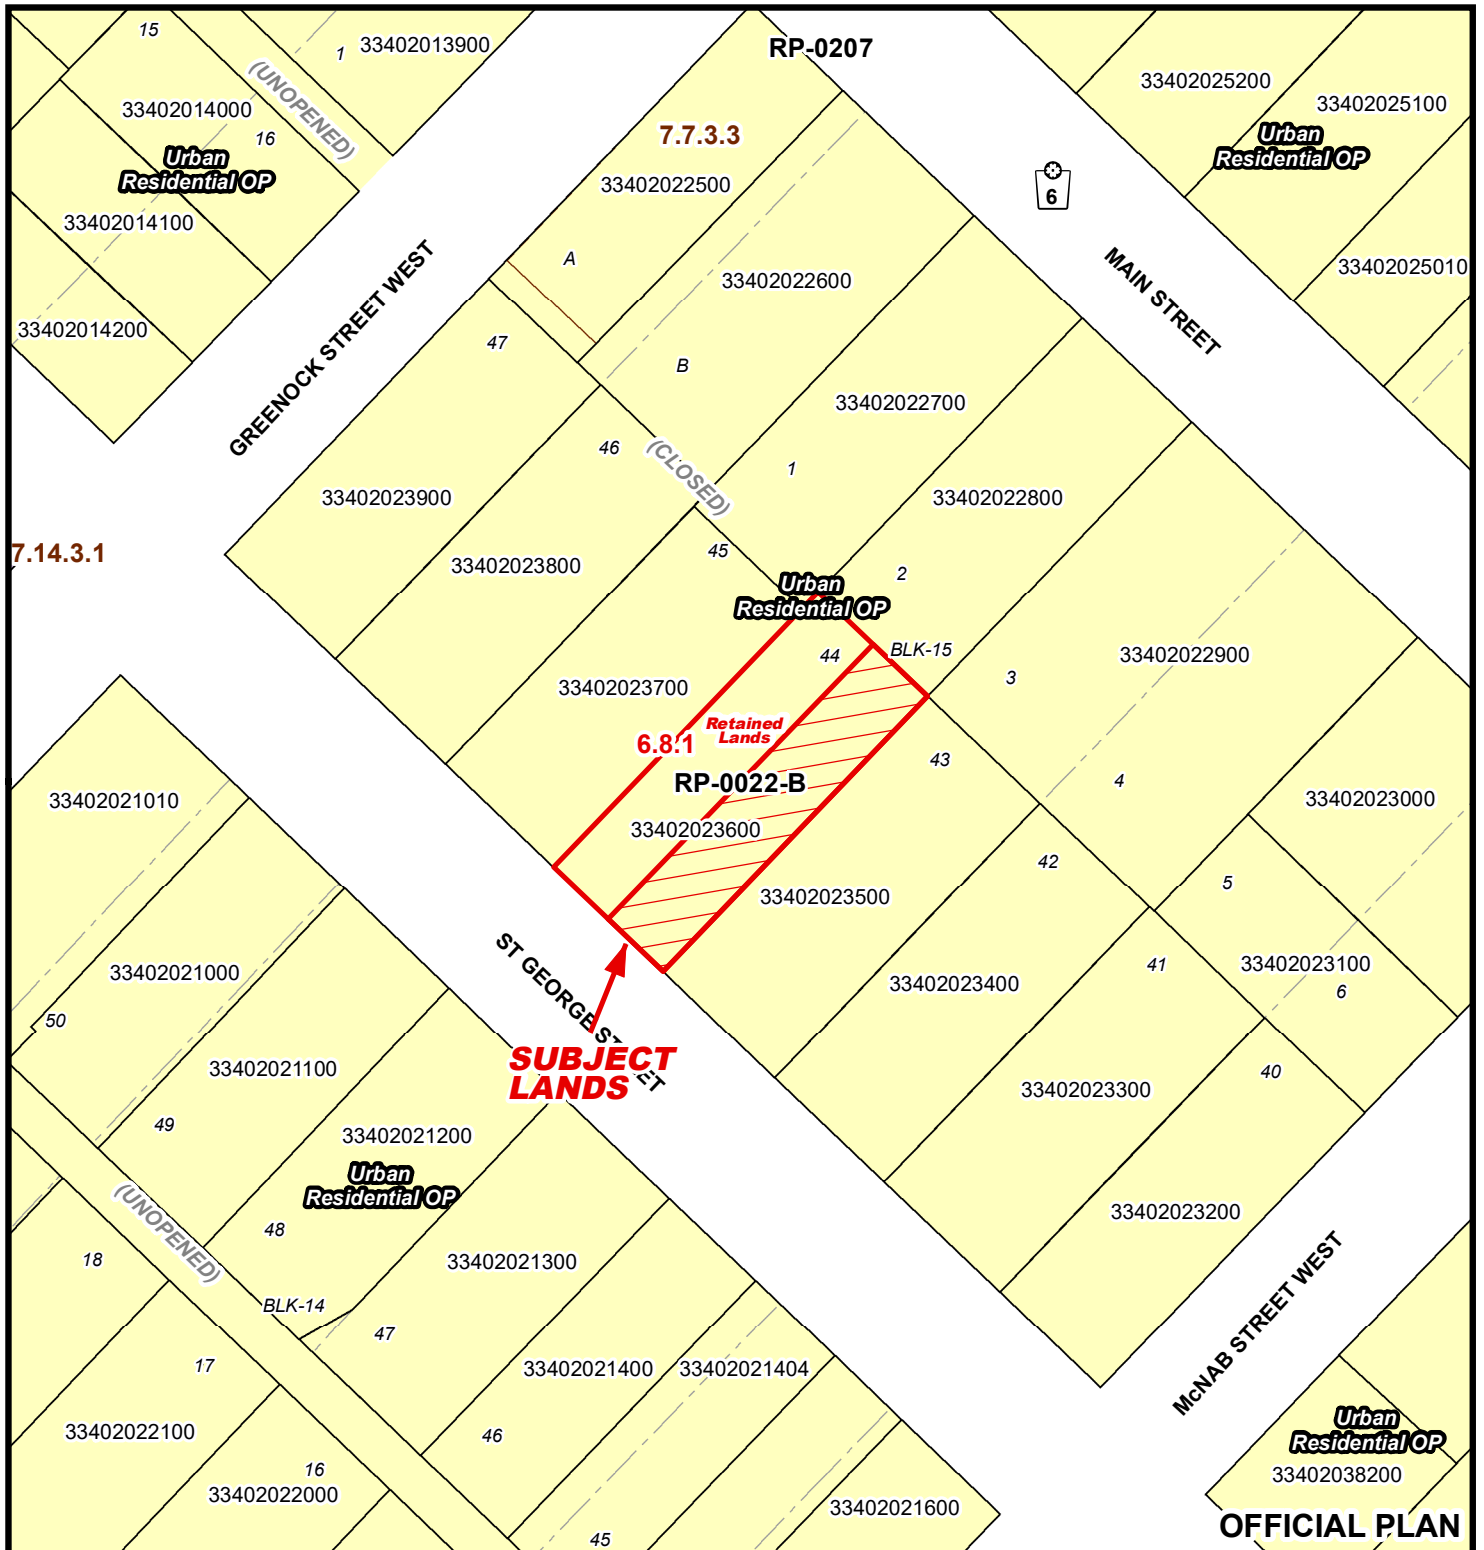 15
1
33402013900
RP-0207
33402025200
33402025100
(UNOPENED)
33402014000
16
Urban
Residential OP
7.7.3.3
33402022500
Urban
Residential OP
6
33402014100
A
33402022600
MAIN STREET
33402025010
33402014200
GREENOCK STREET WEST
47
B
33402022700
46
(CLOSED)
1
33402023900
33402022800
7.14.3.1
33402023800
45
2
Urban
Residential OP
44
BLK-15
33402022900
3
33402023700
Retained
Lands
6.8.1
43
4
RP-0022-B
33402021010
33402023000
33402023600
42
5
33402023500
ST GEORGE STREET
33402021000
41
33402023100
33402023400
6
50
SUBJECT
LANDS
33402021100
40
33402023300
49
33402021200
Urban
Residential OP
(UNOPENED)
33402023200
48
18
33402021300
McNAB STREET WEST
BLK-14
47
17
33402021400
33402021404
33402022100
46
Urban
Residential OP
16
33402022000
33402038200
33402021600
45
OFFICIAL PLAN